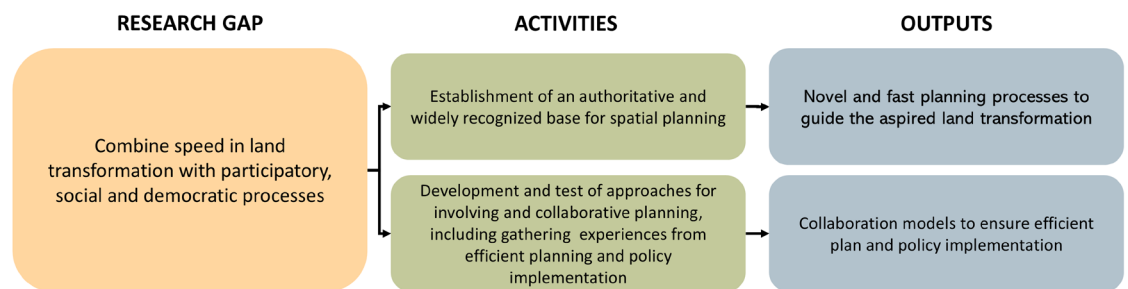 RESEARCH GAP
ACTIVITIES
OUTPUTS
Combine speed in land
transformation with participatory,
social and democratic processes
Establishment of an authoritative and
widely recognized base for spatial planning
Novel and fast planning processes to
guide the aspired land transformation
Development and test of approaches for
involving and collaborative planning,
including gathering experiences from
efficient planning and policy
implementation
Collaboration models to ensure efficient
plan and policy implementation